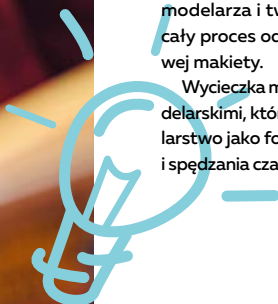 modelarza i tw
cały proces od
wej makiety.
Wycieczka m
delarskimi, któr
larstwo jako fo
i spędzania cza